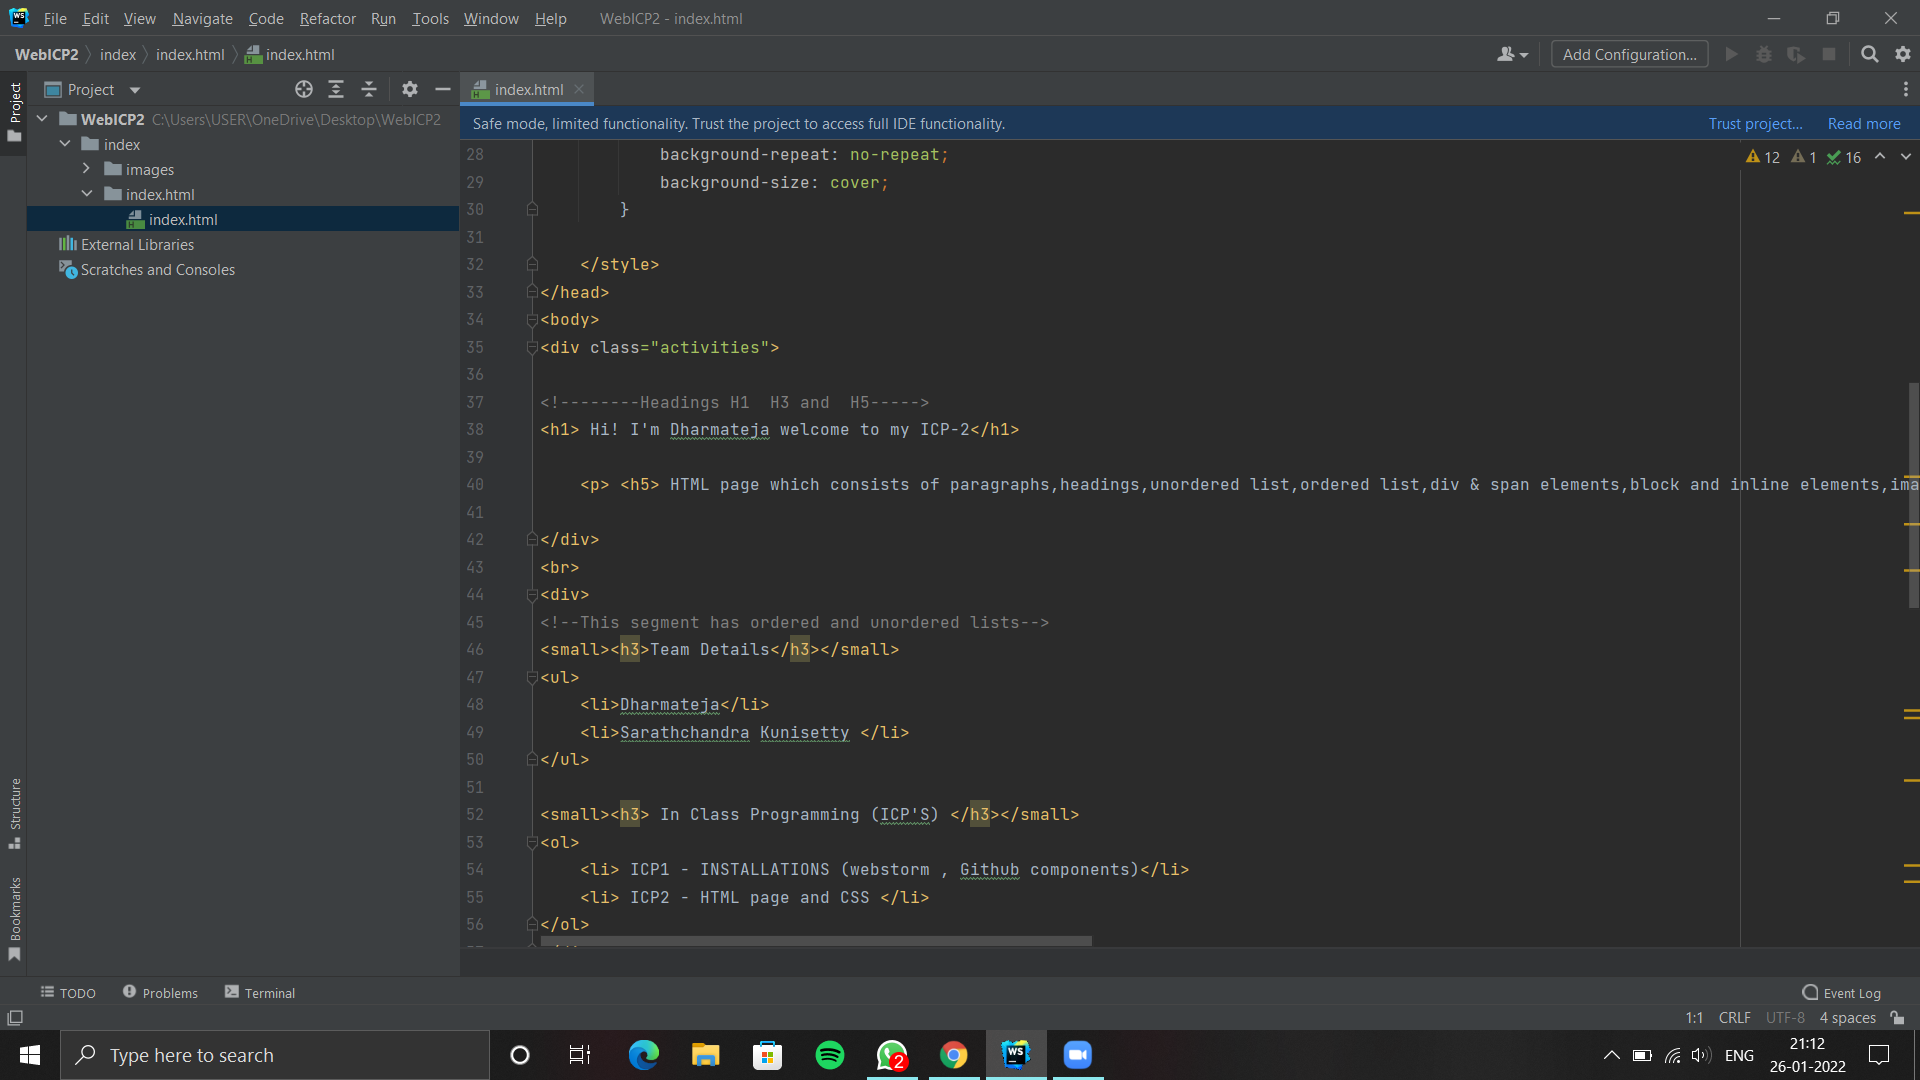 File Edit View Navigate Code Refactor Run Tools Window Help WebICP2 - index.html
WebICP2 index index.html index.html
Add Configuration...
Project
Project
index.html
WebICP2 C:\Users\USER\OneDrive\Desktop\WebICP2
index
images
index.html
index.html
External Libraries
Scratches and Consoles
Safe mode, limited functionality. Trust the project to access full IDE functionality.
Trust project... Read more
12 1 16
28 background-repeat: no-repeat;
29 background-size: cover;
30 }
31
32 </style>
33 </head>
34 <body>
35 <div class="activities">
36
37 <!--------Headings H1  H3 and  H5----->
38 <h1> Hi! I'm Dharmateja welcome to my ICP-2</h1>
39
40 <p> <h5> HTML page which consists of paragraphs,headings,unordered list,ordered list,div & span elements,block and inline elements,ima
41
42 </div>
43 <br>
44 <div>
45 <!--This segment has ordered and unordered lists-->
46 <small><h3>Team Details</h3></small>
47 <ul>
48 <li>Dharmateja</li>
49 <li>Sarathchandra Kunisetty </li>
50 </ul>
51
52 <small><h3> In Class Programming (ICP'S) </h3></small>
53 <ol>
54 <li> ICP1 - INSTALLATIONS (webstorm , Github components)</li>
55 <li> ICP2 - HTML page and CSS </li>
56 </ol>
Structure
Bookmarks
TODO Problems Terminal
Event Log
1:1 CRLF UTF-8 4 spaces
Type here to search
WS
2
WS
ENG
21:12
26-01-2022